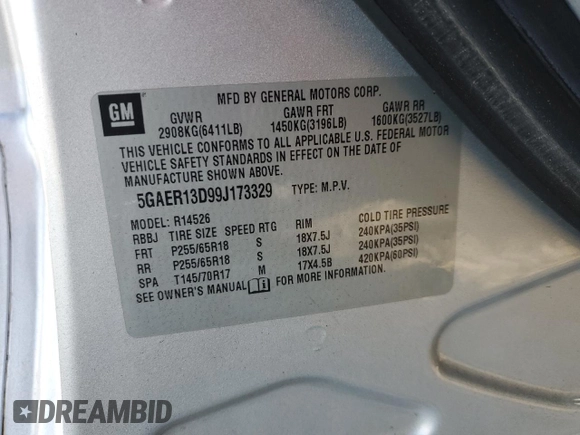 GM
MFD BY GENERAL MOTORS CORP.
GVWR GAWR FRT GAWR RR
2908KG(6411LB) 1450KG(3196LB) 1600KG(3527LB)
THIS VEHICLE CONFORMS TO ALL APPLICABLE U.S. FEDERAL MOTOR
VEHICLE SAFETY STANDARDS IN EFFECT ON THE DATE OF
MANUFACTURE SHOWN ABOVE.
5GAER13D99J173329 TYPE: M.P.V.
MODEL: R14526
RBBJ TIRE SIZE SPEED RTG RIM COLD TIRE PRESSURE
FRT P255/65R18 S 18X7.5J 240KPA(35PSI)
RR P255/65R18 S 18X7.5J 240KPA(35PSI)
SPA T145/70R17 M 17X4.5B 420KPA(60PSI)
SEE OWNER'S MANUAL FOR MORE INFORMATION.
DREAMBID